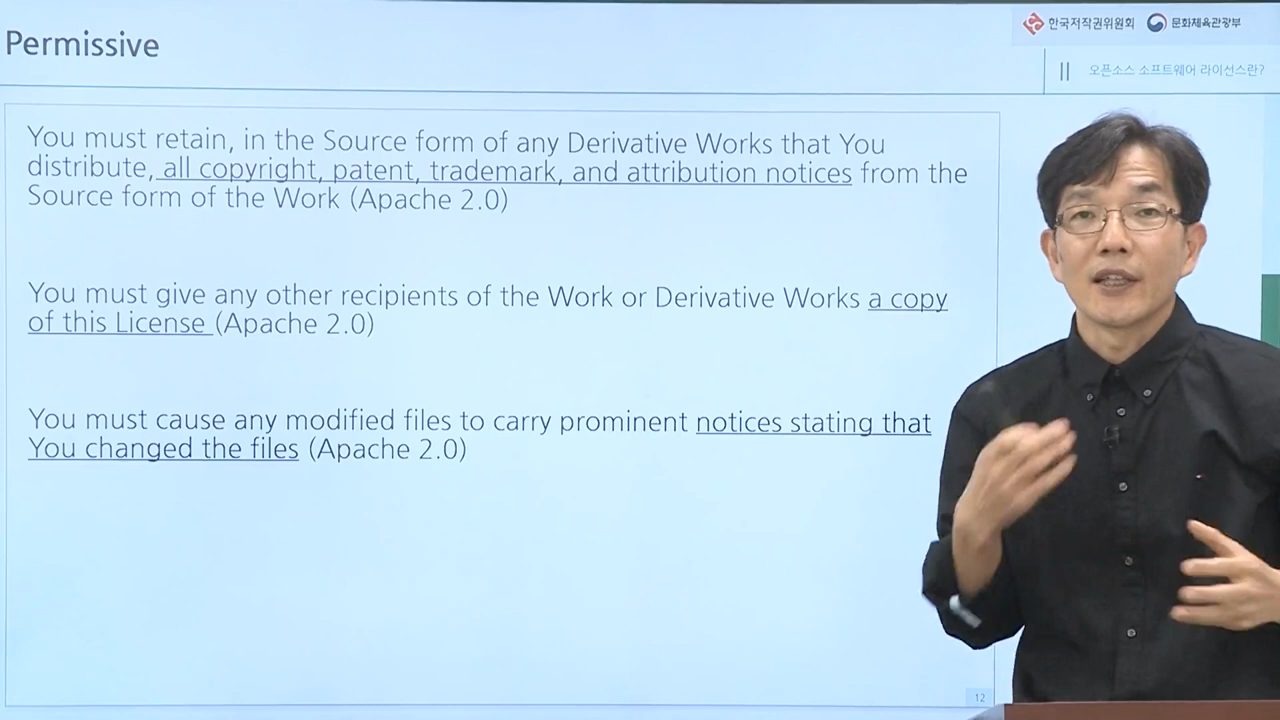 Permissive
한국저작권위원회 문화체육관광부
오픈소스 소프트웨어 라이선스란?
You must retain, in the Source form of any Derivative Works that You
distribute, all copyright, patent, trademark, and attribution notices from the
Source form of the Work (Apache 2.0)
You must give any other recipients of the Work or Derivative Works a copy
of this License (Apache 2.0)
You must cause any modified files to carry prominent notices stating that
You changed the files (Apache 2.0)
12